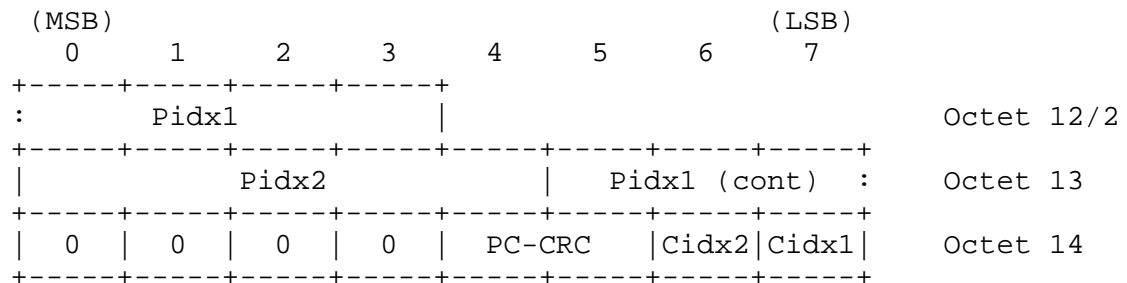 (MSB)                                       (LSB)
   0     1     2     3     4     5     6     7
+-----+-----+-----+-----+
:       Pidx1           |                             Octet 12/2
+-----+-----+-----+-----+-----+-----+-----+-----+
|            Pidx2            |   Pidx1 (cont)  :     Octet 13
+-----+-----+-----+-----+-----+-----+-----+-----+
|  0  |  0  |  0  |  0  |  PC-CRC   |Cidx2|Cidx1|     Octet 14
+-----+-----+-----+-----+-----+-----+-----+-----+